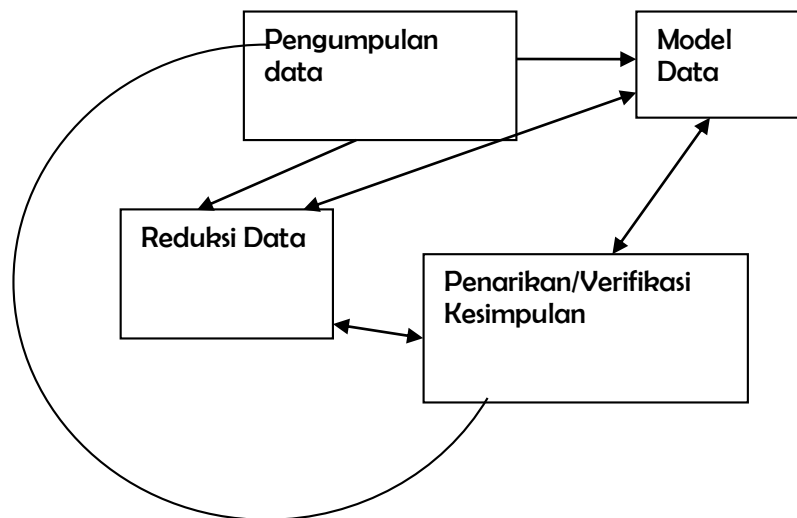 Pengumpulan
data
Model
Data
Reduksi Data
Penarikan/Verifikasi
Kesimpulan